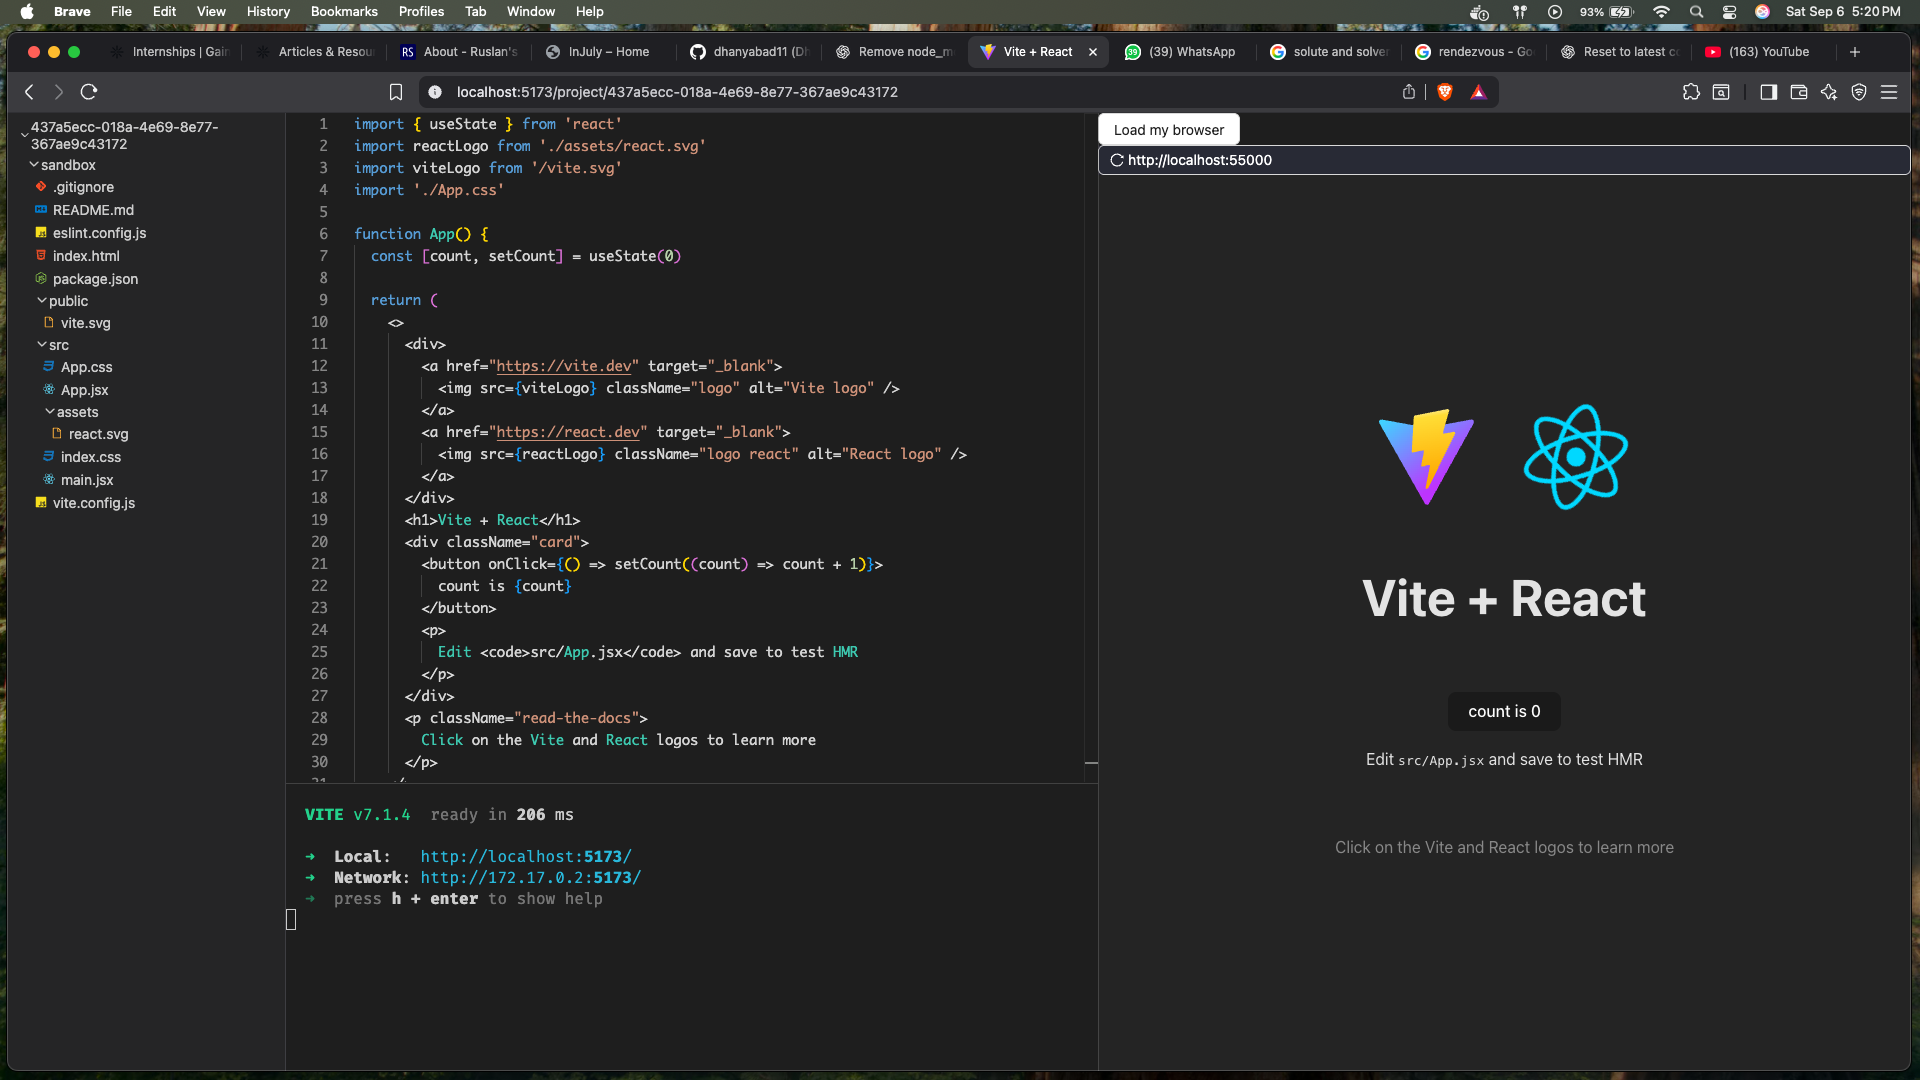 Brave File Edit View History Bookmarks Profiles Tab Window Help 93% Sat Sep 6 5:20 PM
Internships | Gain Articles & Resou About - Ruslan's InJuly – Home dhanyabad11 (Dh Remove node_m Vite + React (39) WhatsApp solute and solven rendezvous - Go Reset to latest c (163) YouTube
localhost:5173/project/437a5ecc-018a-4e69-8e77-367ae9c43172
437a5ecc-018a-4e69-8e77-
367ae9c43172
sandbox
.gitignore
README.md
eslint.config.js
index.html
package.json
public
vite.svg
src
App.css
App.jsx
assets
react.svg
index.css
main.jsx
vite.config.js
1 import { useState } from 'react'
2 import reactLogo from './assets/react.svg'
3 import viteLogo from '/vite.svg'
4 import './App.css'
5
6 function App() {
7 const [count, setCount] = useState(0)
8
9 return (
10 <>
11 <div>
12 <a href="https://vite.dev" target="_blank">
13 <img src={viteLogo} className="logo" alt="Vite logo" />
14 </a>
15 <a href="https://react.dev" target="_blank">
16 <img src={reactLogo} className="logo react" alt="React logo" />
17 </a>
18 </div>
19 <h1>Vite + React</h1>
20 <div className="card">
21 <button onClick={() => setCount((count) => count + 1)}>
22 count is {count}
23 </button>
24 <p>
25 Edit <code>src/App.jsx</code> and save to test HMR
26 </p>
27 </div>
28 <p className="read-the-docs">
29 Click on the Vite and React logos to learn more
30 </p>
VITE v7.1.4 ready in 206 ms
➜ Local: http://localhost:5173/
➜ Network: http://172.17.0.2:5173/
➜ press h + enter to show help
Load my browser
http://localhost:55000
Vite + React
count is 0
Edit src/App.jsx and save to test HMR
Click on the Vite and React logos to learn more